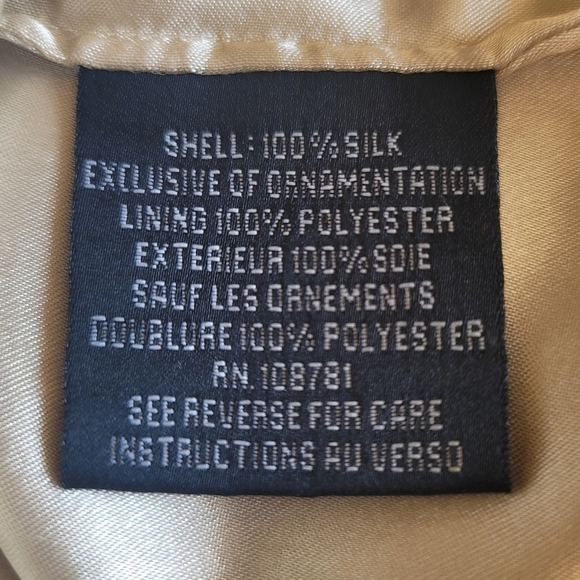 SHELL: 100% SILK
EXCLUSIVE OF ORNAMENTATION
LINING 100% POLYESTER
EXTERIEUR 100% SOIE
SAUF LES ORNEMENTS
DOUBLURE 100% POLYESTER
RN. 108781
SEE REVERSE FOR CARE
INSTRUCTIONS AU VERSO